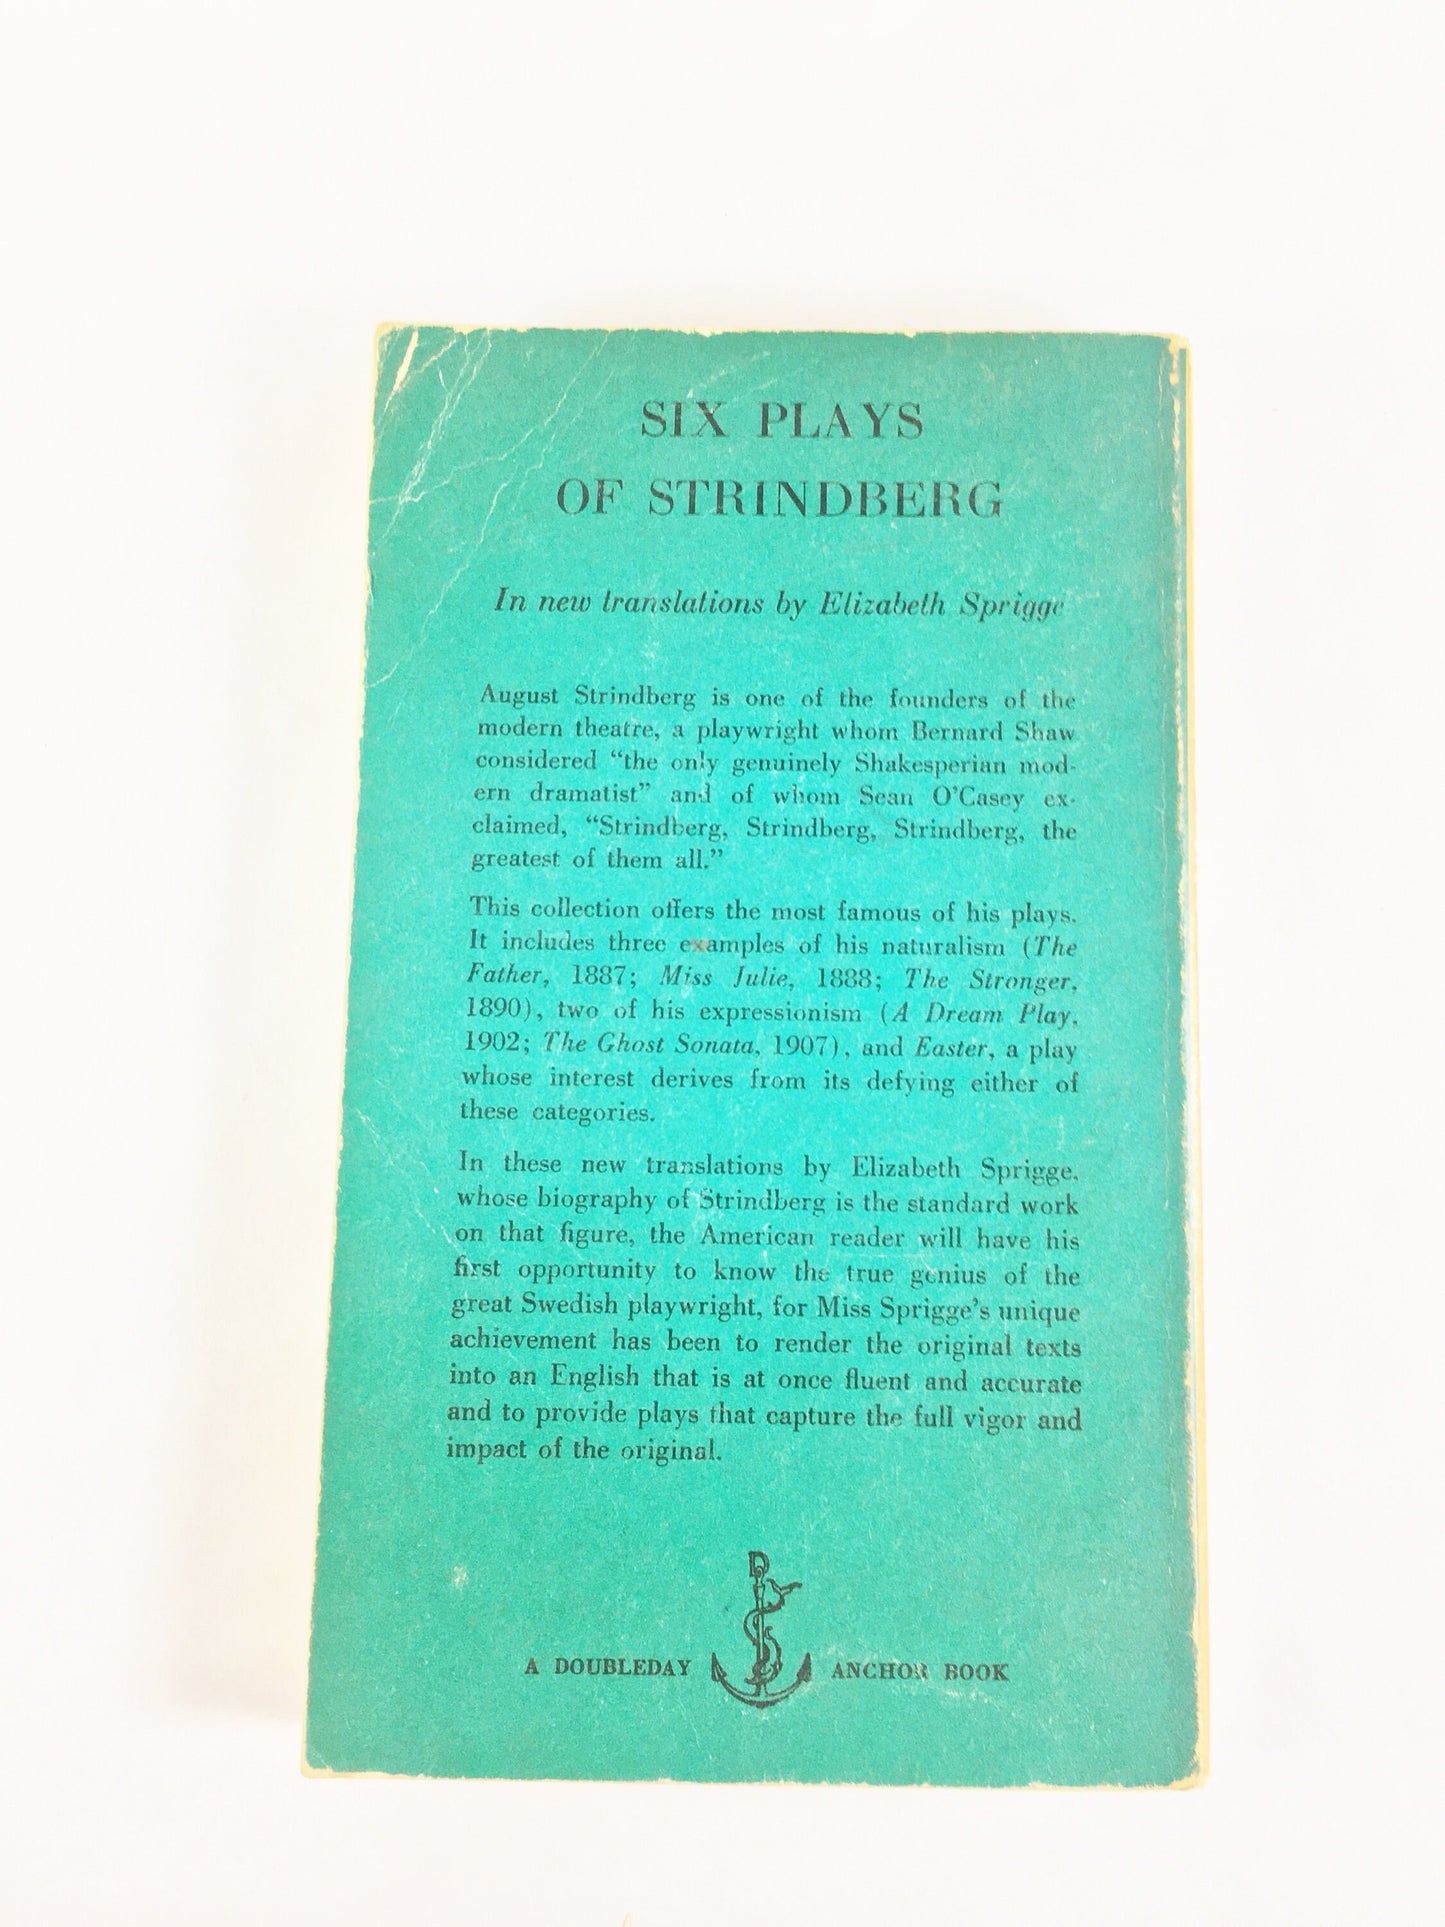 SIX PLAYS
OF STRINDBERG
In new translations by Elizabeth Sprigge
August Strindberg is one of the founders of the
modern theatre, a playwright whom Bernard Shaw
considered “the only genuinely Shakesperian mod-
ern dramatist” and of whom Sean O’Casey ex-
claimed, “Strindberg, Strindberg, Strindberg, the
greatest of them all.”
This collection offers the most famous of his plays.
It includes three examples of his naturalism (The
Father, 1887; Miss Julie, 1888; The Stronger,
1890), two of his expressionism (A Dream Play,
1902; The Ghost Sonata, 1907), and Easter, a play
whose interest derives from its defying either of
these categories.
In these new translations by Elizabeth Sprigge,
whose biography of Strindberg is the standard work
on that figure, the American reader will have his
first opportunity to know the true genius of the
great Swedish playwright, for Miss Sprigge’s unique
achievement has been to render the original texts
into an English that is at once fluent and accurate
and to provide plays that capture the full vigor and
impact of the original.
D
A DOUBLEDAY ANCHOR BOOK